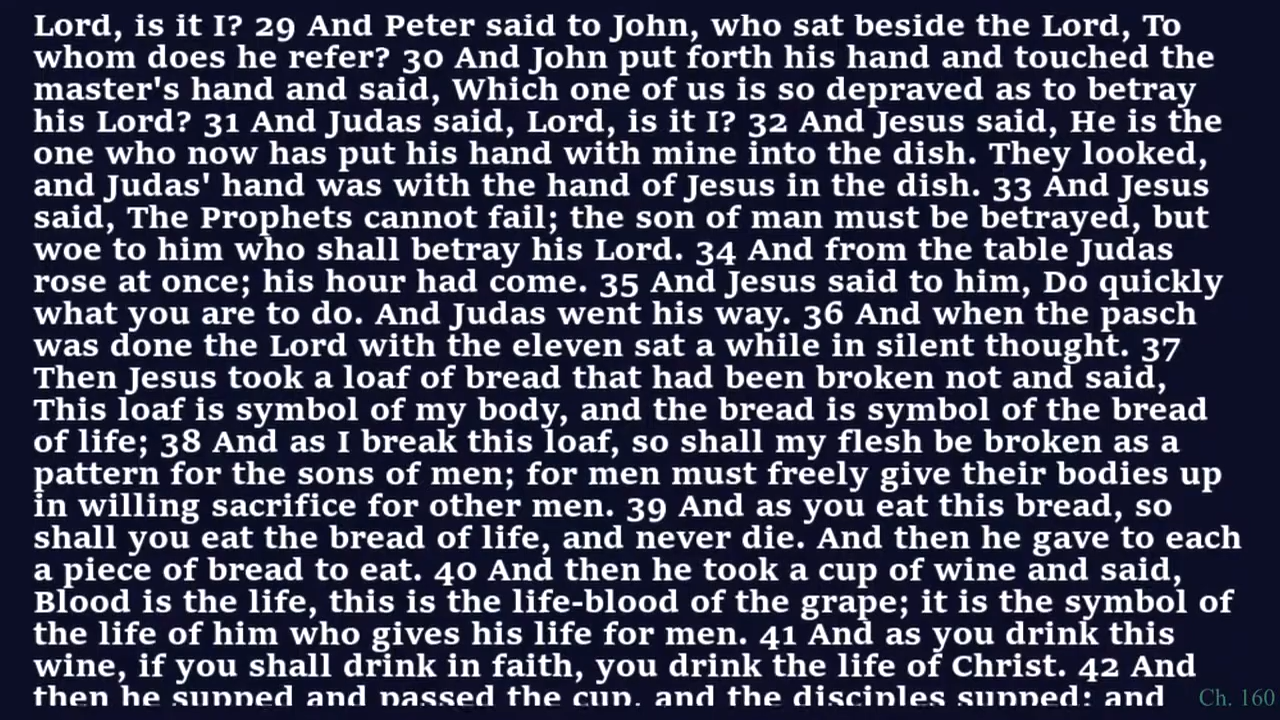 Lord, is it I? 29 And Peter said to John, who sat beside the Lord, To
whom does he refer? 30 And John put forth his hand and touched the
master's hand and said, Which one of us is so depraved as to betray
his Lord? 31 And Judas said, Lord, is it I? 32 And Jesus said, He is the
one who now has put his hand with mine into the dish. They looked,
and Judas' hand was with the hand of Jesus in the dish. 33 And Jesus
said, The Prophets cannot fail; the son of man must be betrayed, but
woe to him who shall betray his Lord. 34 And from the table Judas
rose at once; his hour had come. 35 And Jesus said to him, Do quickly
what you are to do. And Judas went his way. 36 And when the pasch
was done the Lord with the eleven sat a while in silent thought. 37
Then Jesus took a loaf of bread that had been broken not and said,
This loaf is symbol of my body, and the bread is symbol of the bread
of life; 38 And as I break this loaf, so shall my flesh be broken as a
pattern for the sons of men; for men must freely give their bodies up
in willing sacrifice for other men. 39 And as you eat this bread, so
shall you eat the bread of life, and never die. And then he gave to each
a piece of bread to eat. 40 And then he took a cup of wine and said,
Blood is the life, this is the life-blood of the grape; it is the symbol of
the life of him who gives his life for men. 41 And as you drink this
wine, if you shall drink in faith, you drink the life of Christ. 42 And
then he supped and passed the cup, and the disciples supped; and
Ch. 160